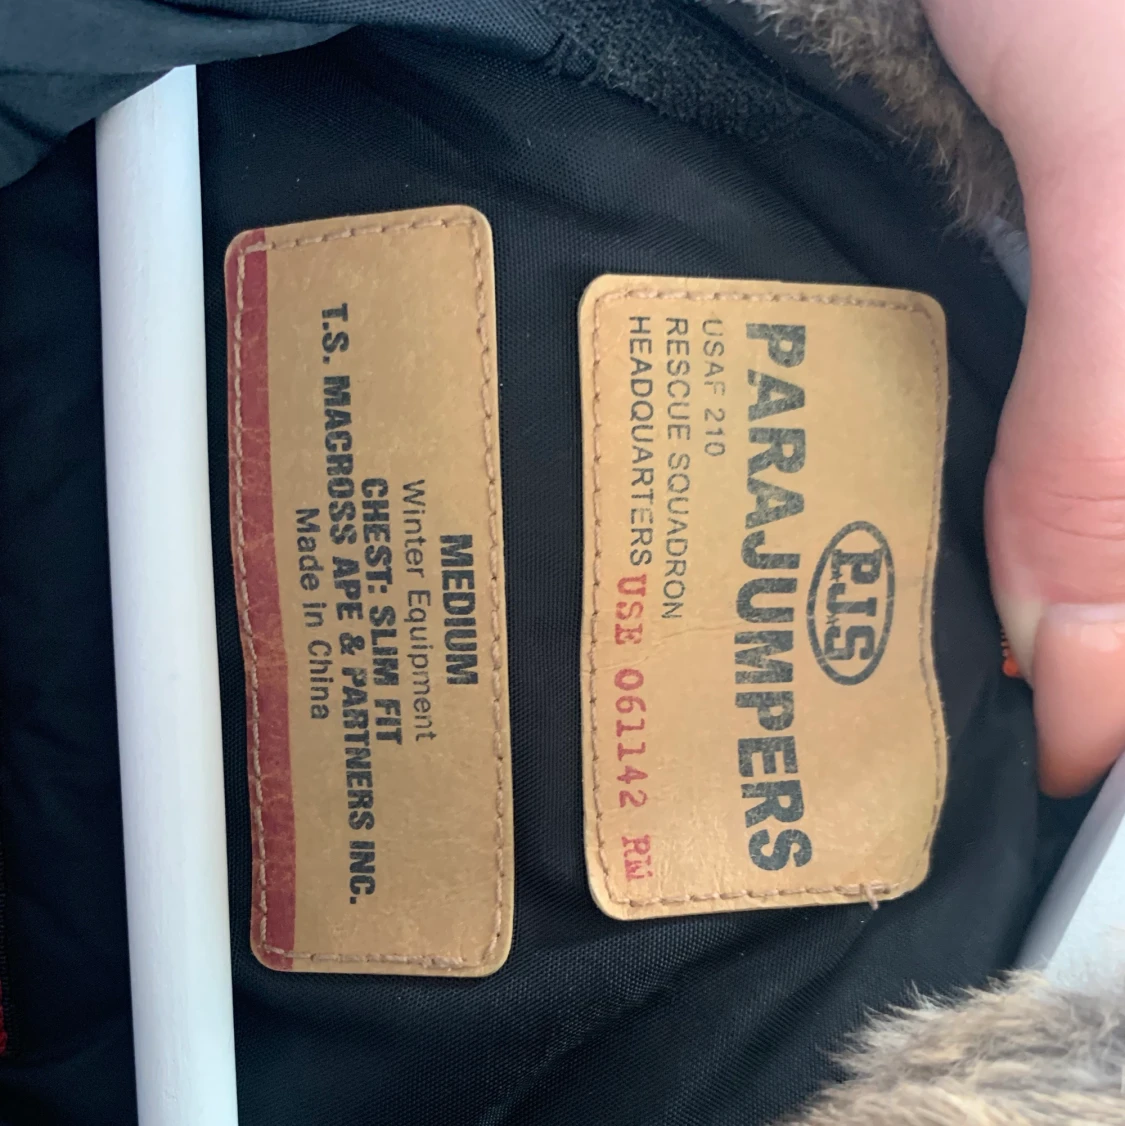 PJS
PARAJUMPERS
USAF 210
RESCUE SQUADRON
HEADQUARTERS USE 061142 RW
MEDIUM
Winter Equipment
CHEST: SLIM FIT
T.S. MACROSS APE & PARTNERS INC.
Made in China